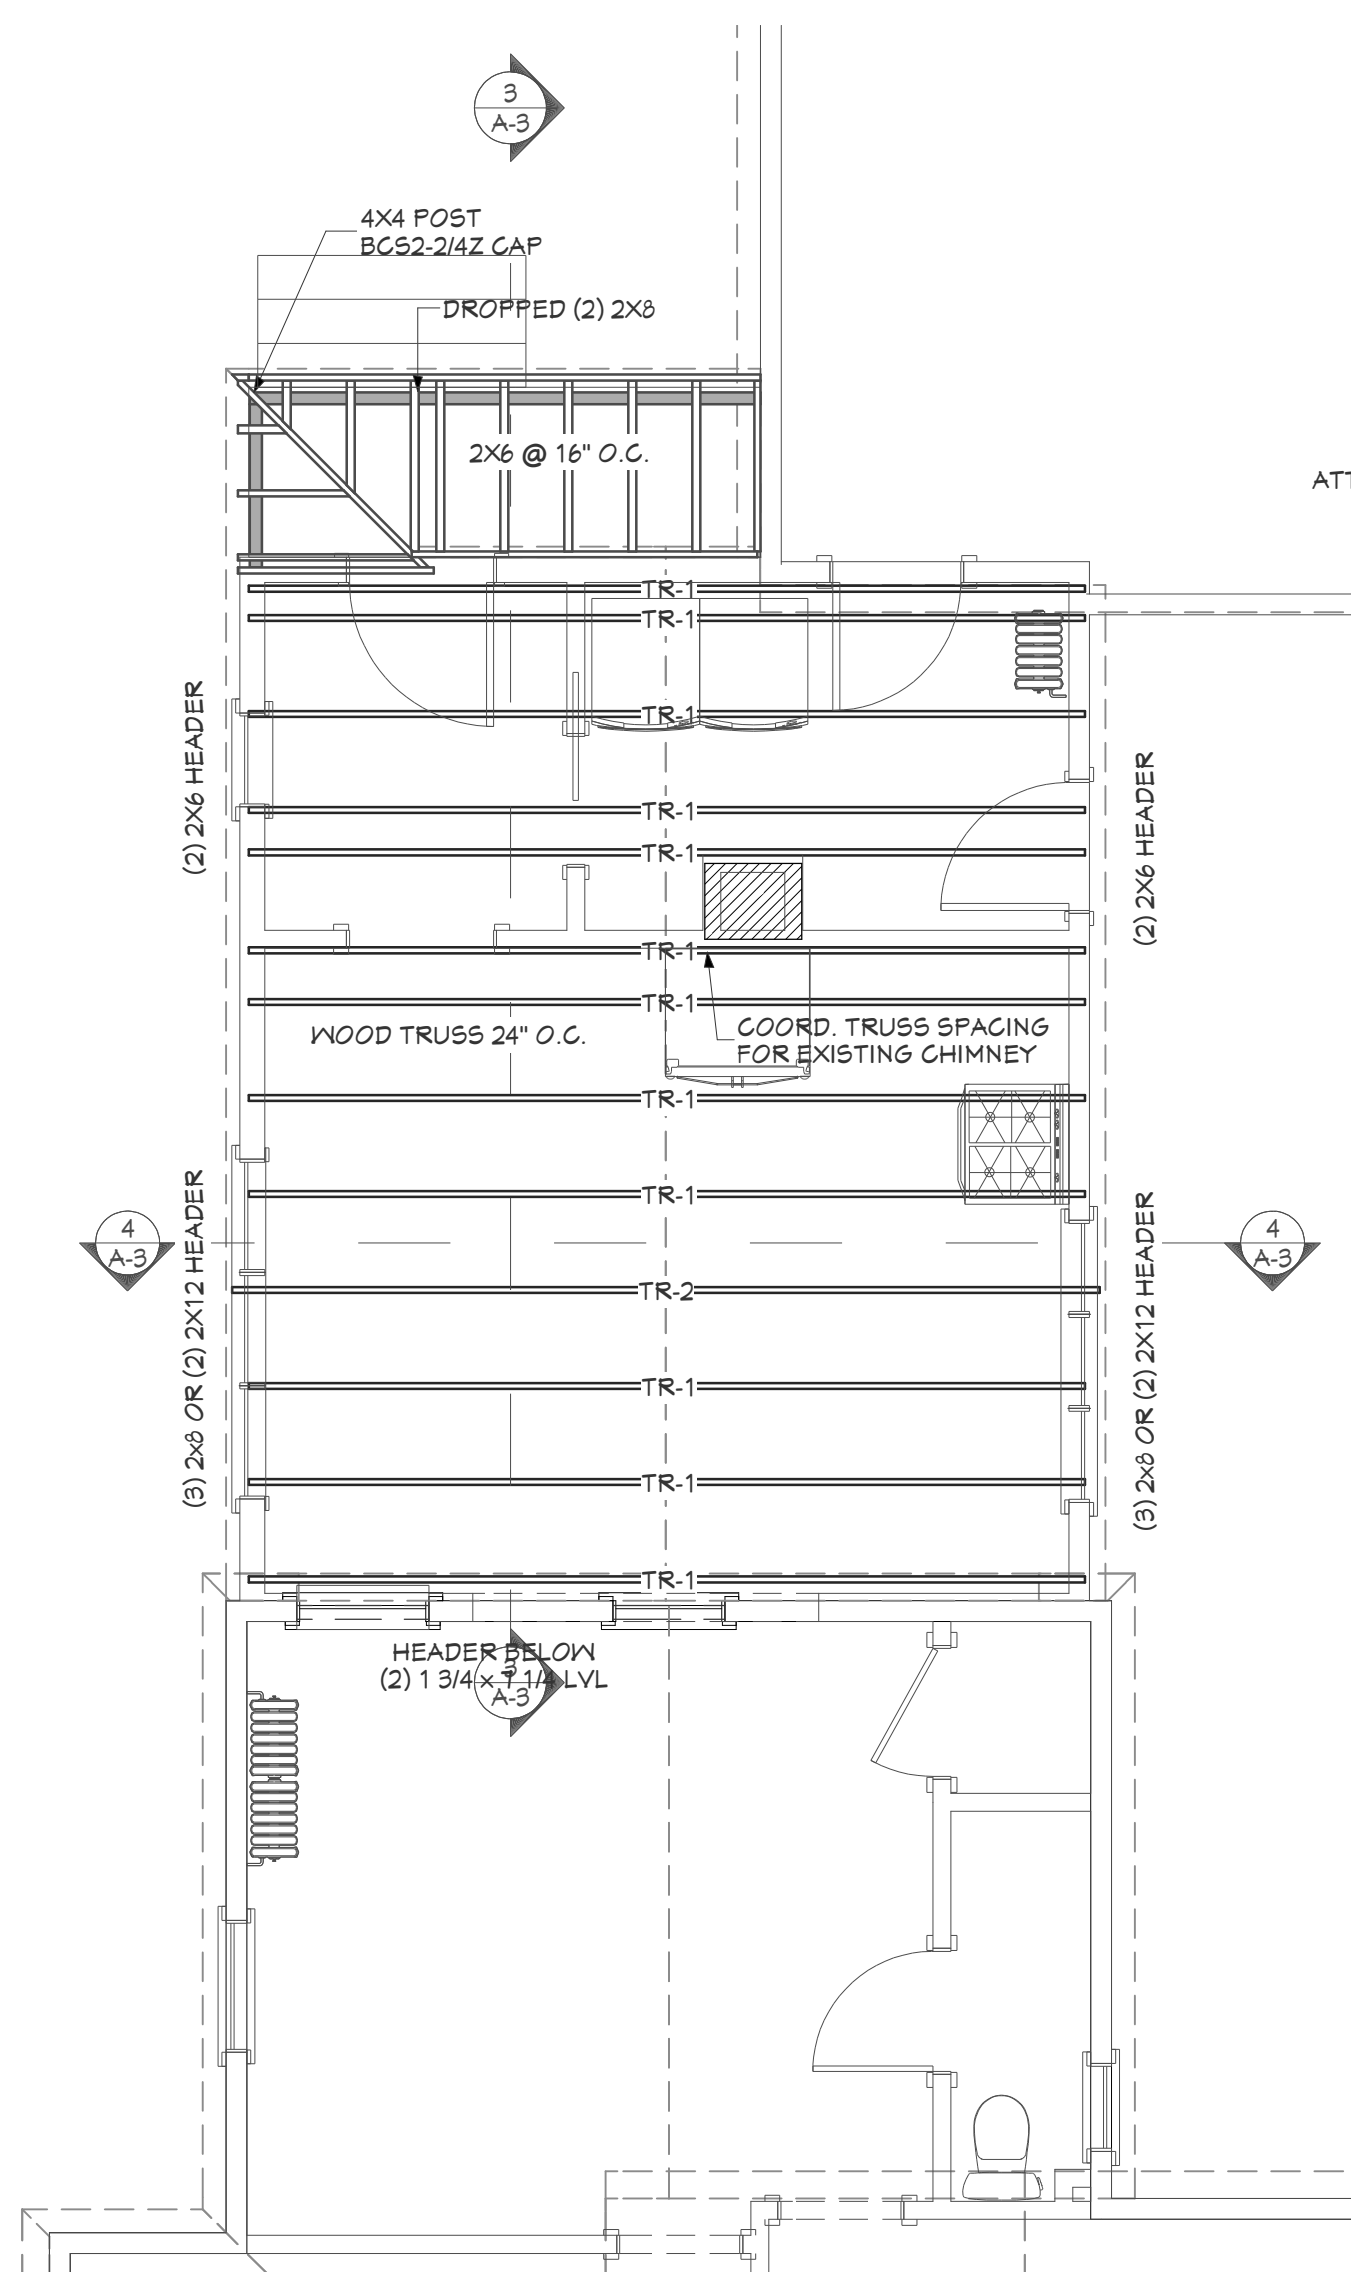 3
A-3
4X4 POST
BCS2-2/4Z CAP
DROPPED (2) 2X8
2X6 @ 16" O.C.
ATT
TR-1
TR-1
(2) 2X6 HEADER
TR-1
(2) 2X6 HEADER
TR-1
TR-1
TR-1
TR-1
WOOD TRUSS 24" O.C.
COORD. TRUSS SPACING
FOR EXISTING CHIMNEY
TR-1
(3) 2x8 OR (2) 2X12 HEADER
TR-1
(3) 2x8 OR (2) 2X12 HEADER
4
A-3
4
A-3
TR-2
TR-1
TR-1
TR-1
HEADER BELOW
(2) 1 3/4 x 7 1/4 LVL
3
A-3